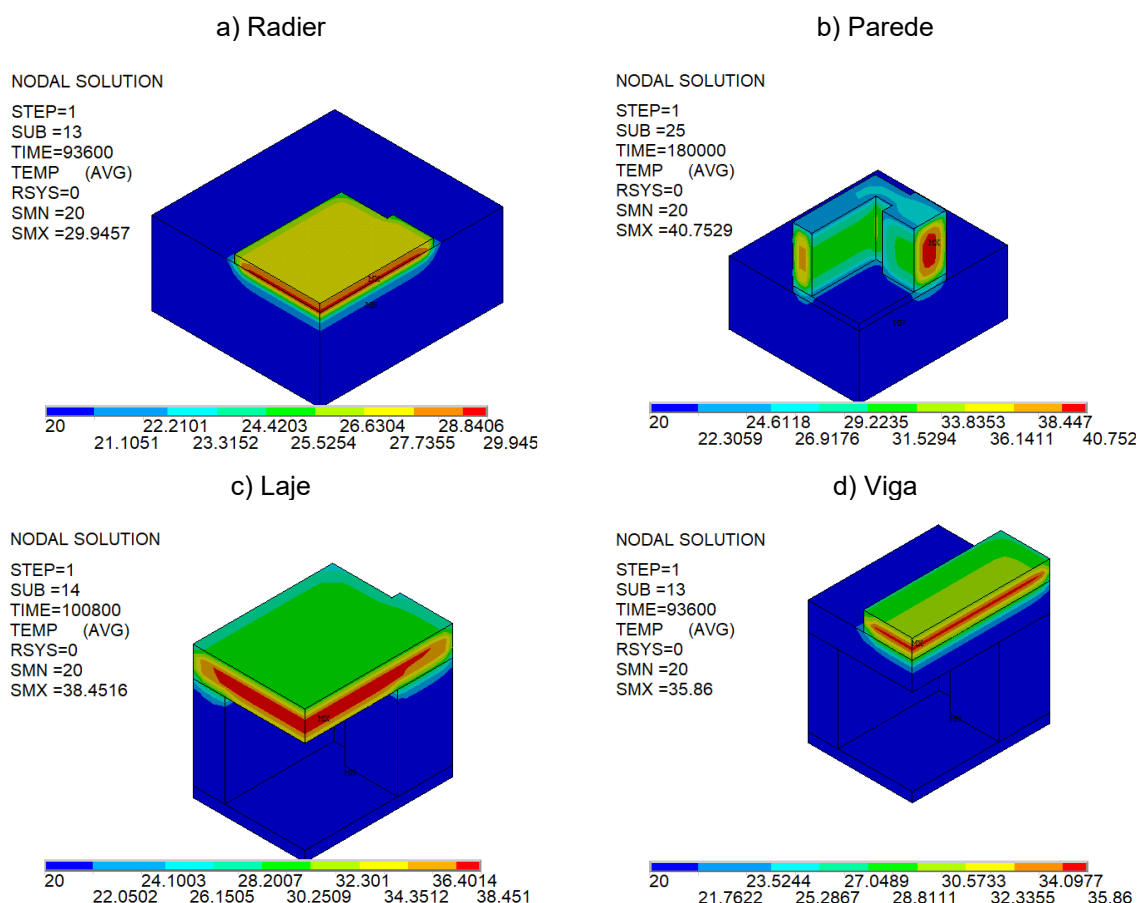 a) Radier
NODAL SOLUTION
STEP=1
SUB =13
TIME=93600
TEMP (AVG)
RSYS=0
SMN =20
SMX =29.9457
20 22.2101 24.4203 26.6304 28.8406
21.1051 23.3152 25.5254 27.7355 29.945
b) Parede
NODAL SOLUTION
STEP=1
SUB =25
TIME=180000
TEMP (AVG)
RSYS=0
SMN =20
SMX =40.7529
20 24.6118 29.2235 33.8353 38.447
22.3059 26.9176 31.5294 36.1411 40.752
c) Laje
NODAL SOLUTION
STEP=1
SUB =14
TIME=100800
TEMP (AVG)
RSYS=0
SMN =20
SMX =38.4516
20 24.1003 28.2007 32.301 36.4014
22.0502 26.1505 30.2509 34.3512 38.451
d) Viga
NODAL SOLUTION
STEP=1
SUB =13
TIME=93600
TEMP (AVG)
RSYS=0
SMN =20
SMX =35.86
20 23.5244 27.0489 30.5733 34.0977
21.7622 25.2867 28.8111 32.3355 35.86